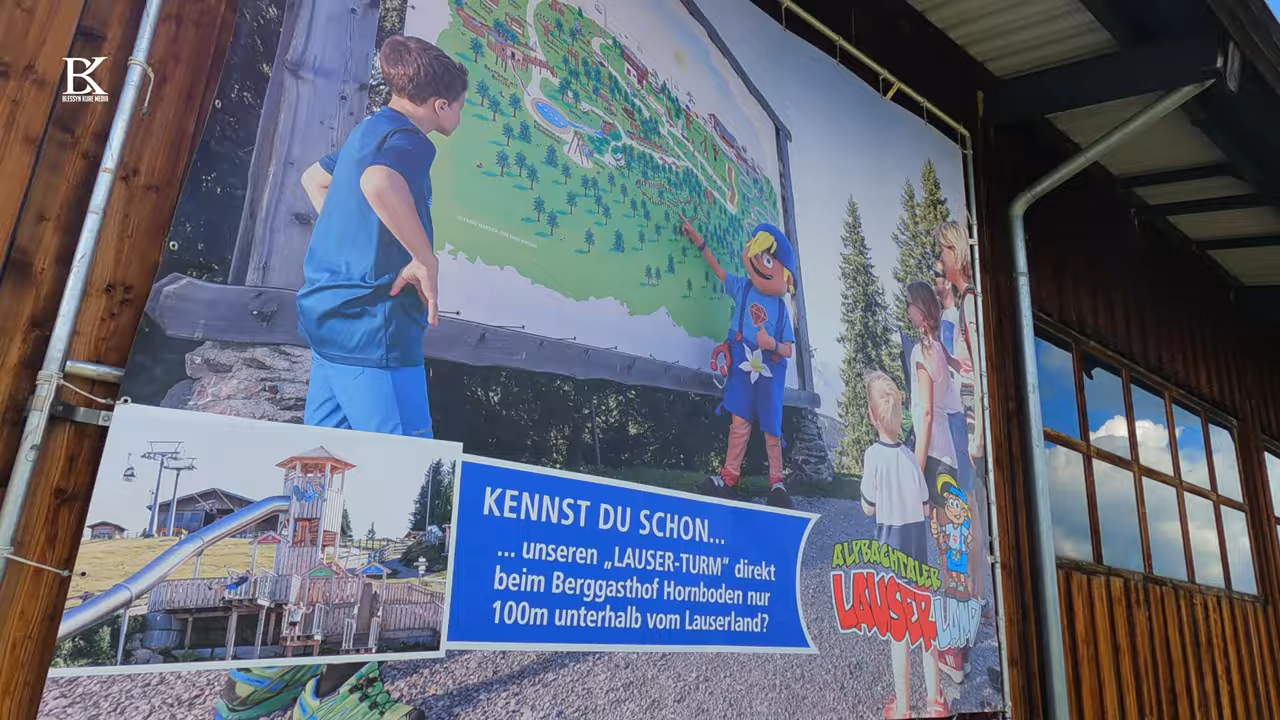 BK
BLESSYN KURE MEDIA
KENNST DU SCHON...
... unseren „LAUSER-TURM" direkt
beim Berggasthof Hornboden nur
100m unterhalb vom Lauserland?
ALPBACHTALER
LAUSER LAND